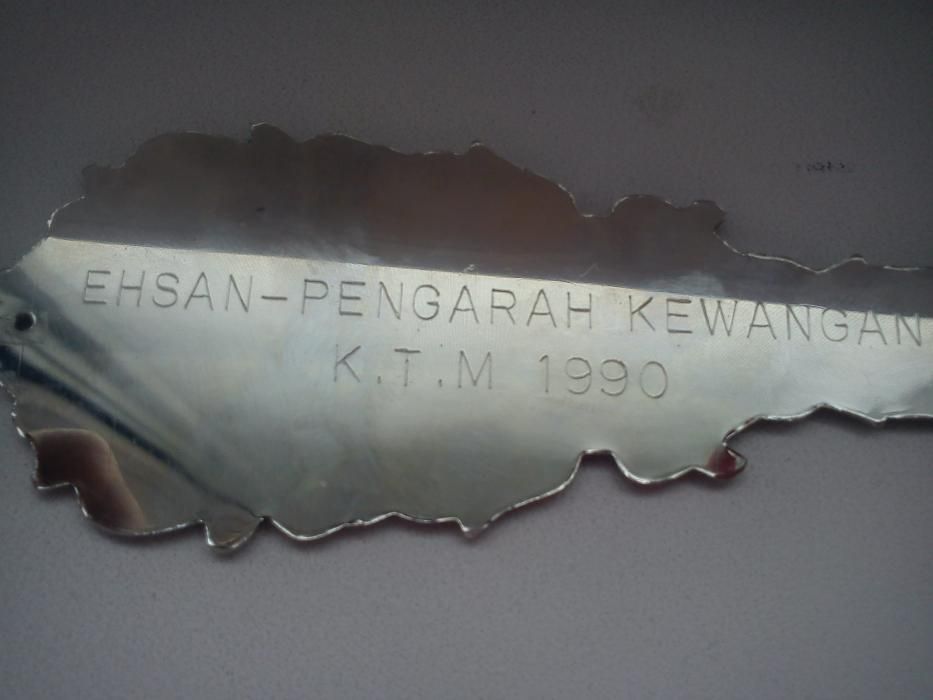 EHSAN-PENGARAH KEWANGAN
K.T.M 1990